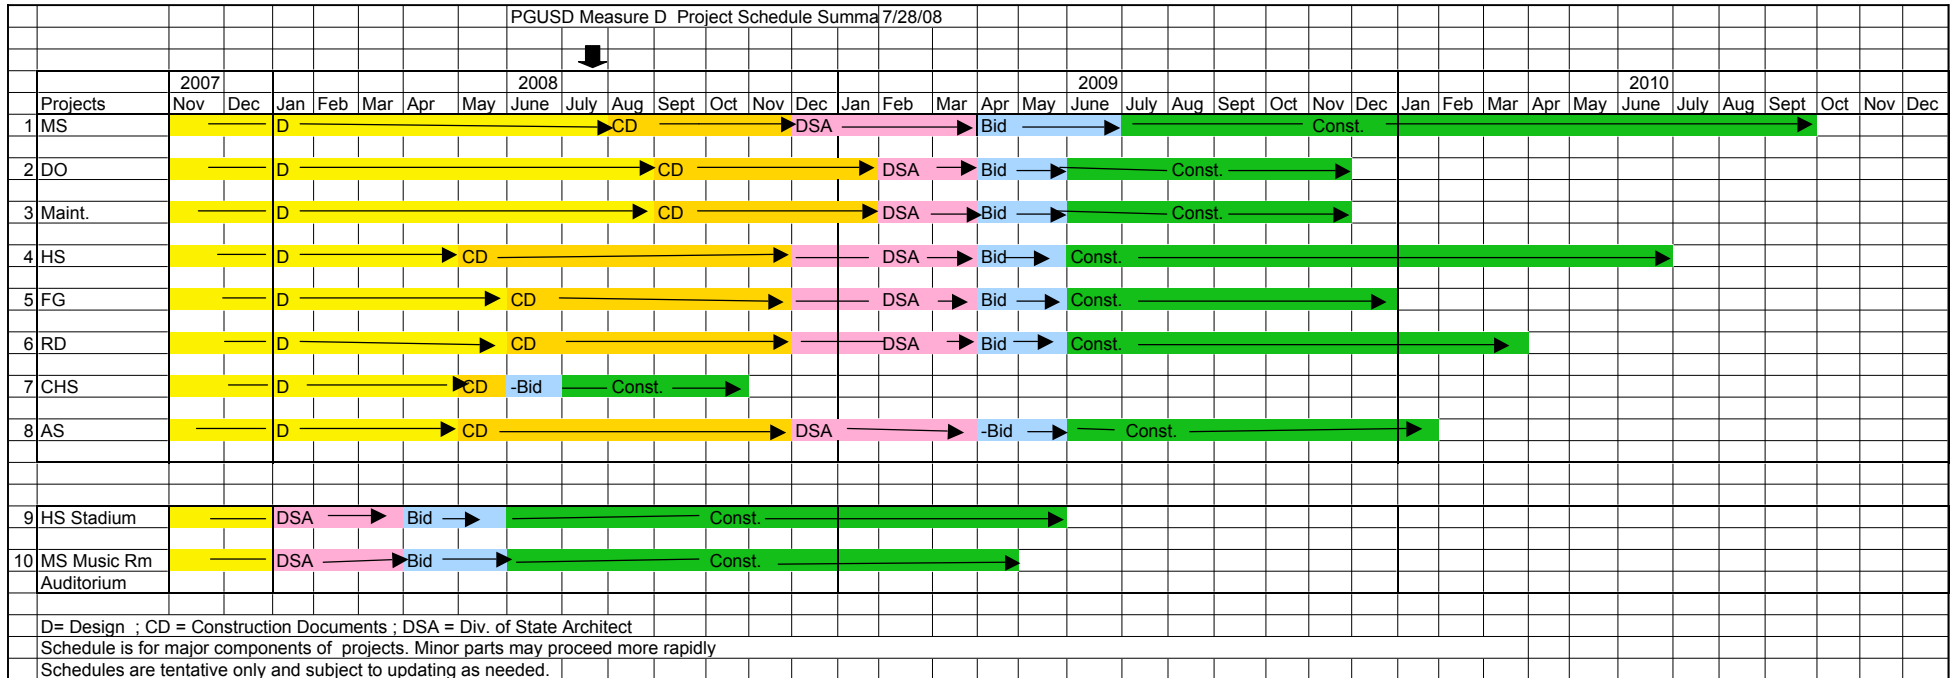 PGUSD Measure D Project Schedule Summa 7/28/08
2007 2008 2009 2010
Projects Nov Dec Jan Feb Mar Apr May June July Aug Sept Oct Nov Dec Jan Feb Mar Apr May June July Aug Sept Oct Nov Dec Jan Feb Mar Apr May June July Aug Sept Oct Nov Dec
1 MS D CD DSA Bid Const.
2 DO D CD DSA Bid Const.
3 Maint. D CD DSA Bid Const.
4 HS D CD DSA Bid Const.
5 FG D CD DSA Bid Const.
6 RD D CD DSA Bid Const.
7 CHS D CD -Bid Const.
8 AS D CD DSA -Bid Const.
9 HS Stadium DSA Bid Const.
10 MS Music Rm DSA Bid Const.
Auditorium
D= Design ; CD = Construction Documents ; DSA = Div. of State Architect
Schedule is for major components of projects. Minor parts may proceed more rapidly
Schedules are tentative only and subject to updating as needed.